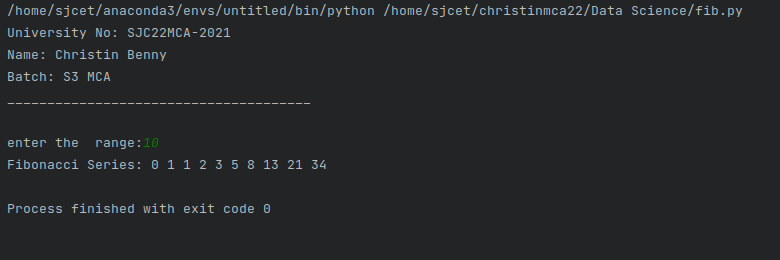 /home/sjcet/anaconda3/envs/untitled/bin/python /home/sjcet/christinmca22/Data Science/fib.py
University No: SJC22MCA-2021
Name: Christin Benny
Batch: S3 MCA
______________________________________
enter the  range:10
Fibonacci Series: 0 1 1 2 3 5 8 13 21 34
Process finished with exit code 0